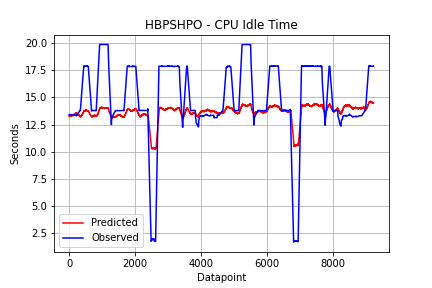 HBPSHPO - CPU Idle Time
20.0
17.5
15.0
12.5
10.0
7.5
5.0
2.5
Seconds
Predicted
Observed
0 2000 4000 6000 8000
Datapoint